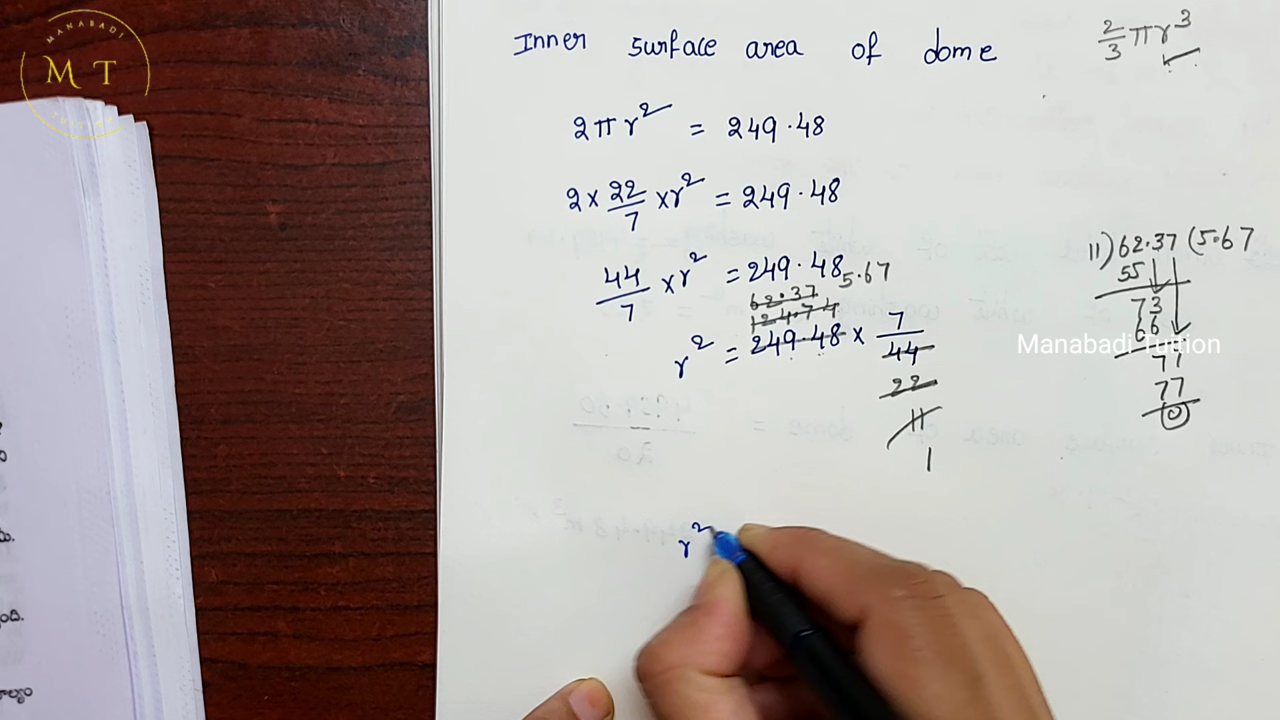 MANABADI
M T
TUITION
Inner surface area of dome
2/3 πr³
2πr² = 249.48
2 × 22/7 × r² = 249.48
44/7 × r² = 249.48
5.67
62.37
124.74
r² = 249.48 × 7/44
22
11
1
r²
11) 62.37 (5.67
55
73
66
77
77
0
Manabadi Tuition
ంది.
ల్యం